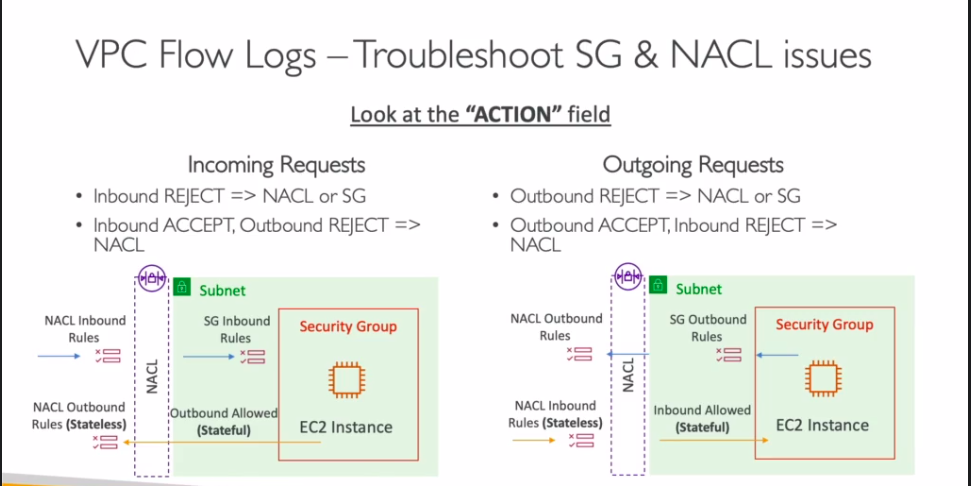 VPC Flow Logs – Troubleshoot SG & NACL issues
Look at the “ACTION” field
Incoming Requests
• Inbound REJECT => NACL or SG
• Inbound ACCEPT, Outbound REJECT =>
NACL
Outgoing Requests
• Outbound REJECT => NACL or SG
• Outbound ACCEPT, Inbound REJECT =>
NACL
Subnet
NACL Inbound
Rules
SG Inbound
Rules
Security Group
NACL
NACL Outbound
Rules (Stateless)
Outbound Allowed
(Stateful)
EC2 Instance
Subnet
NACL Outbound
Rules
SG Outbound
Rules
Security Group
NACL
NACL Inbound
Rules (Stateless)
Inbound Allowed
(Stateful)
EC2 Instance